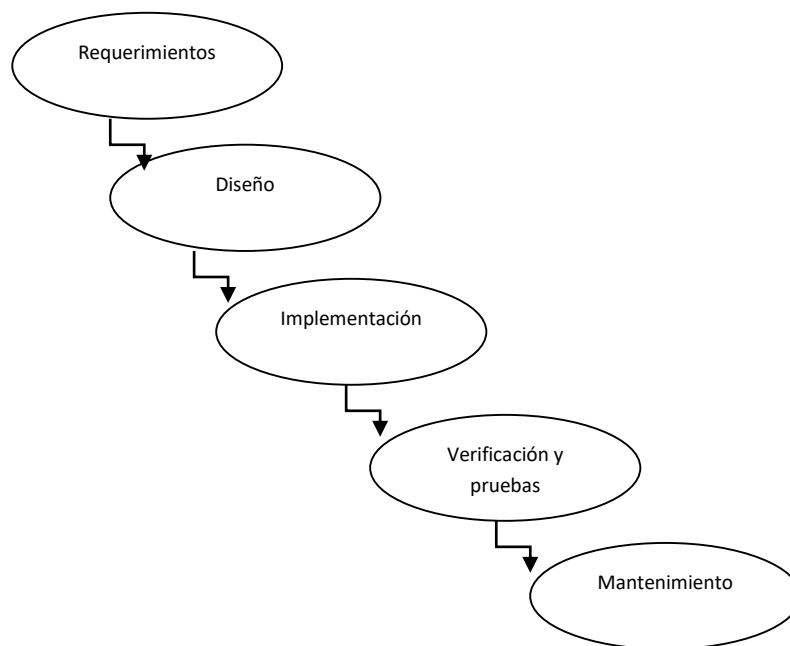 Requerimientos
Diseño
Implementación
Verificación y
pruebas
Mantenimiento